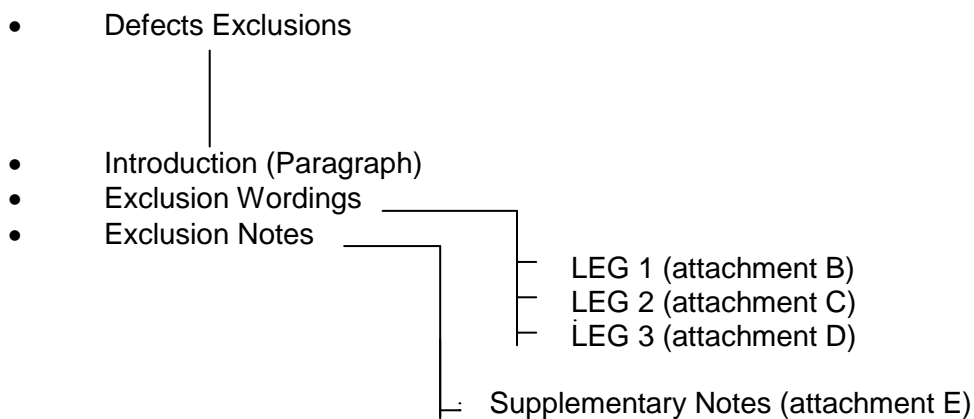 • Defects Exclusions
• Introduction (Paragraph)
• Exclusion Wordings
• Exclusion Notes
LEG 1 (attachment B)
LEG 2 (attachment C)
LEG 3 (attachment D)
Supplementary Notes (attachment E)